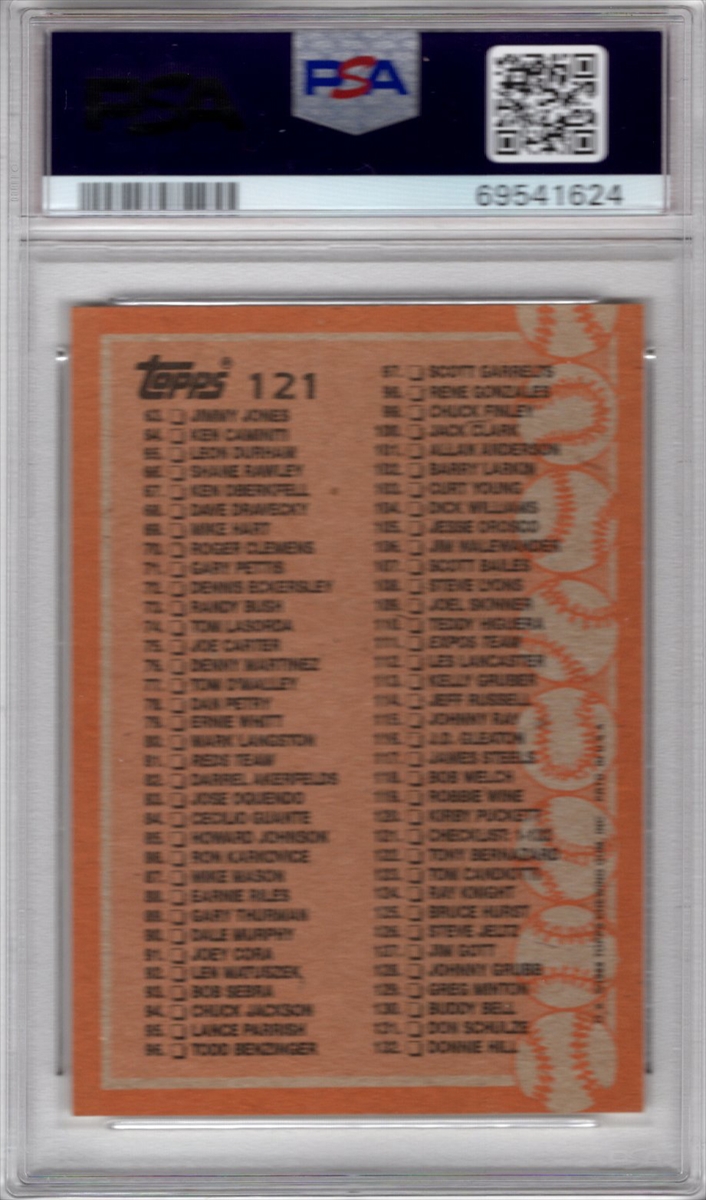 PSA
PSA
69541624
Topps® 121
63. JIMMY JONES
64. KEN CAMINITI
65. LEON DURHAM
66. SHANE RAWLEY
67. KEN OBERKFELL
68. DAVE DRAVECKY
69. MIKE HART
70. ROGER CLEMENS
71. GARY PETTIS
72. DENNIS ECKERSLEY
73. RANDY BUSH
74. TOM LASORDA
75. JOE CARTER
76. DENNY MARTINEZ
77. TOM O'MALLEY
78. DAN PETRY
79. ERNIE WHITT
80. MARK LANGSTON
81. REDS TEAM
82. DARREL AKERFELDS
83. JOSE OQUENDO
84. CECILIO GUANTE
85. HOWARD JOHNSON
86. RON KARKOVICE
87. MIKE MASON
88. EARNIE RILES
89. GARY THURMAN
90. DALE MURPHY
91. JOEY CORA
92. LEN MATUSZEK
93. BOB SEBRA
94. CHUCK JACKSON
95. LANCE PARRISH
96. TODD BENZINGER
97. SCOTT GARRELTS
98. RENE GONZALES
99. CHUCK FINLEY
100. JACK CLARK
101. ALLAN ANDERSON
102. BARRY LARKIN
103. CURT YOUNG
104. DICK WILLIAMS
105. JESSE OROSCO
106. JIM WALEWANDER
107. SCOTT BAILES
108. STEVE LYONS
109. JOEL SKINNER
110. TEDDY HIGUERA
111. EXPOS TEAM
112. LES LANCASTER
113. KELLY GRUBER
114. JEFF RUSSELL
115. JOHNNY RAY
116. J.D. GLEATON
117. JAMES STEELS
118. BOB WELCH
119. ROBBIE WINE
120. KIRBY PUCKETT
121. CHECKLIST: 1-132
122. TONY BERNAZARD
123. TOM CANDIOTTI
124. RAY KNIGHT
125. BRUCE HURST
126. STEVE JELTZ
127. JIM GOTT
128. JOHNNY GRUBB
129. GREG MINTON
130. BUDDY BELL
131. DON SCHULZE
132. DONNIE HILL